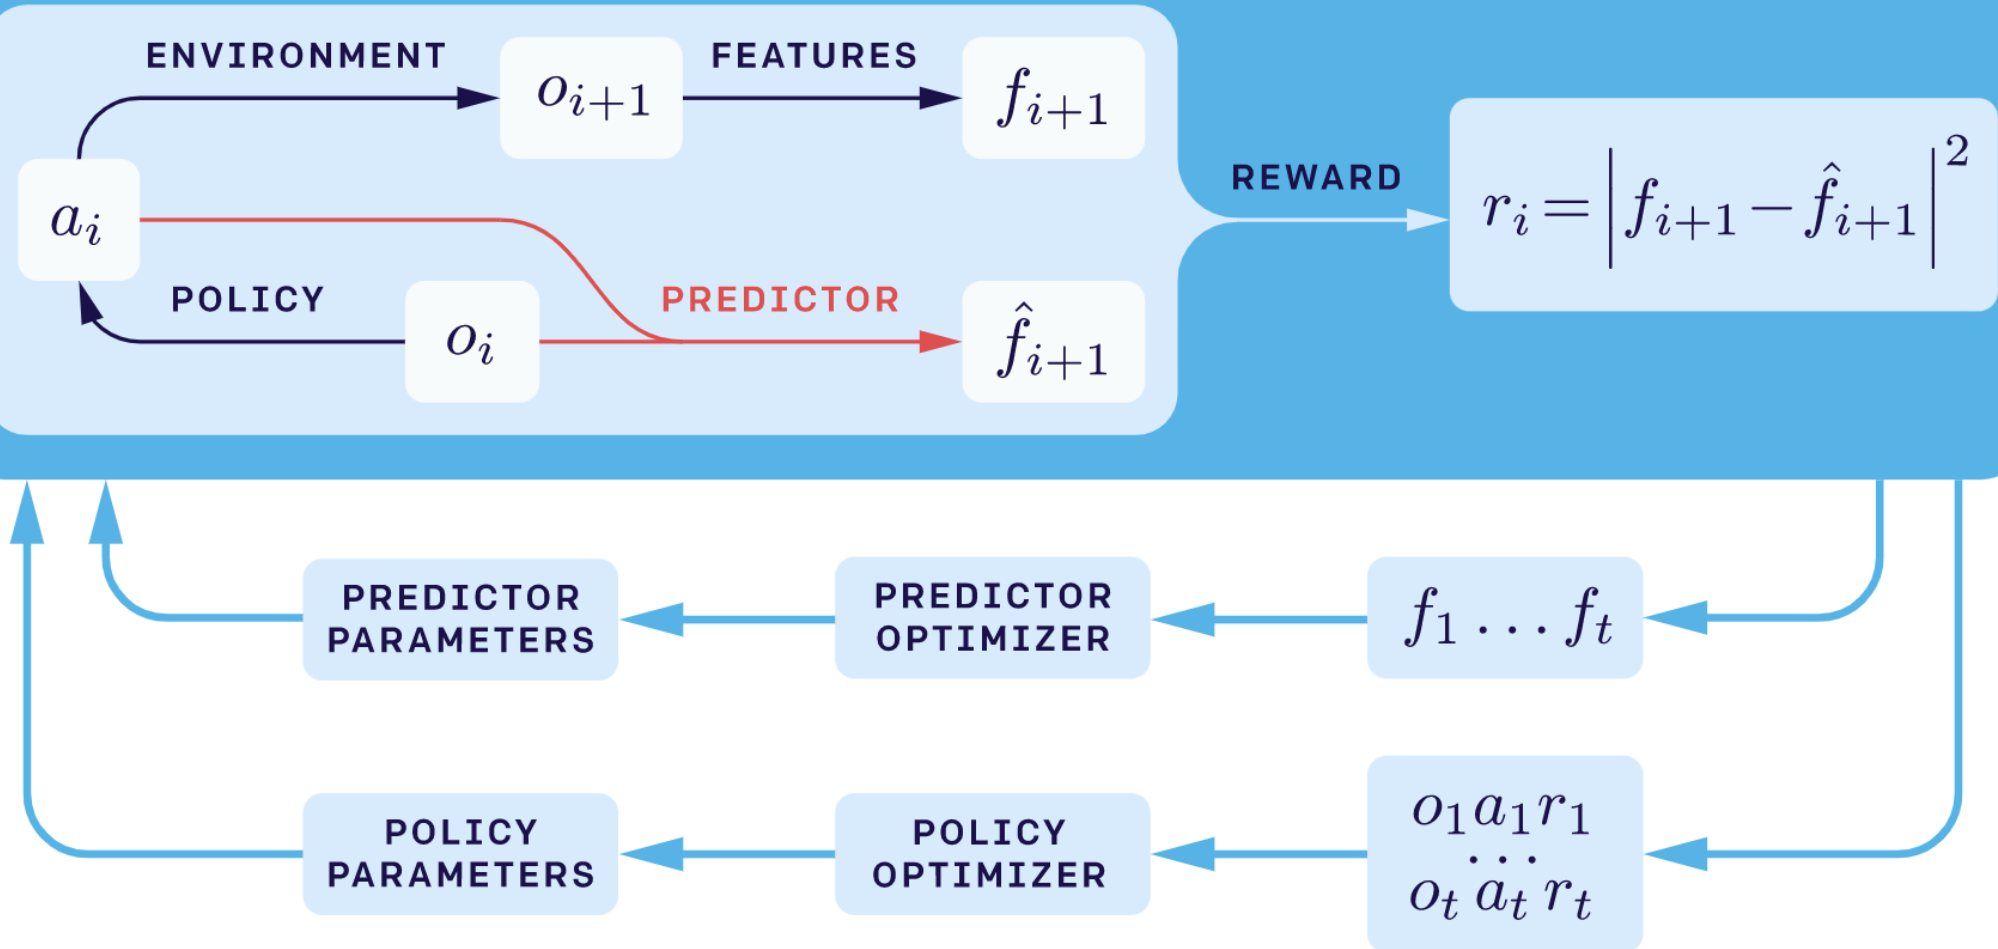 ENVIRONMENT
o_{i+1}
FEATURES
f_{i+1}
a_i
REWARD
r_i = |f_{i+1} − f̂_{i+1}|^2
POLICY
o_i
PREDICTOR
f̂_{i+1}
PREDICTOR
PARAMETERS
PREDICTOR
OPTIMIZER
f_1 ... f_t
POLICY
PARAMETERS
POLICY
OPTIMIZER
o_1 a_1 r_1
...
o_t a_t r_t